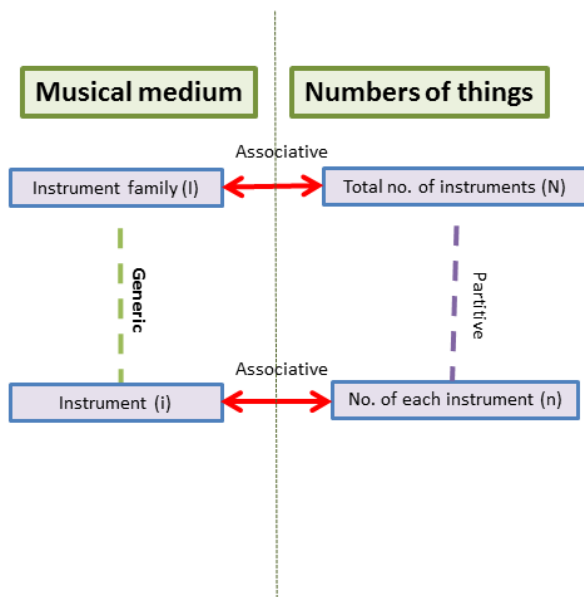 Musical medium
Numbers of things
Associative
Instrument family (I)
Total no. of instruments (N)
Generic
Partitive
Associative
Instrument (i)
No. of each instrument (n)